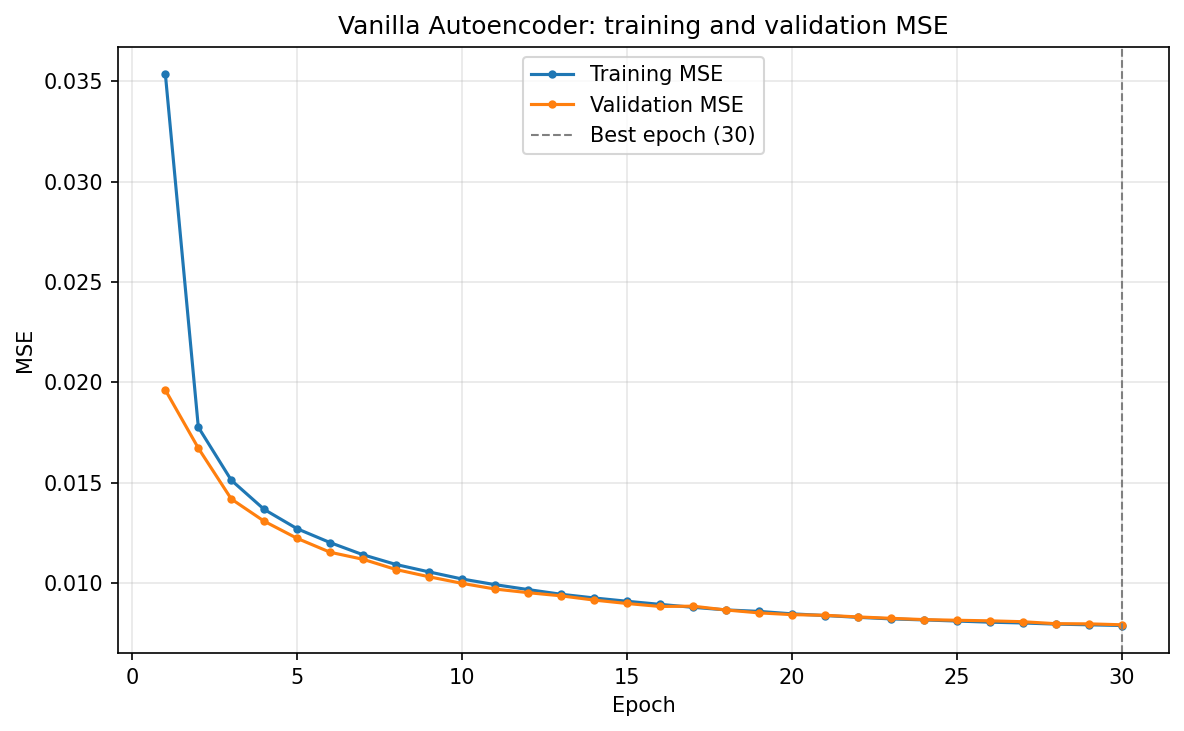 Vanilla Autoencoder: training and validation MSE
Training MSE
Validation MSE
Best epoch (30)
MSE
0.035
0.030
0.025
0.020
0.015
0.010
0 5 10 15 20 25 30
Epoch